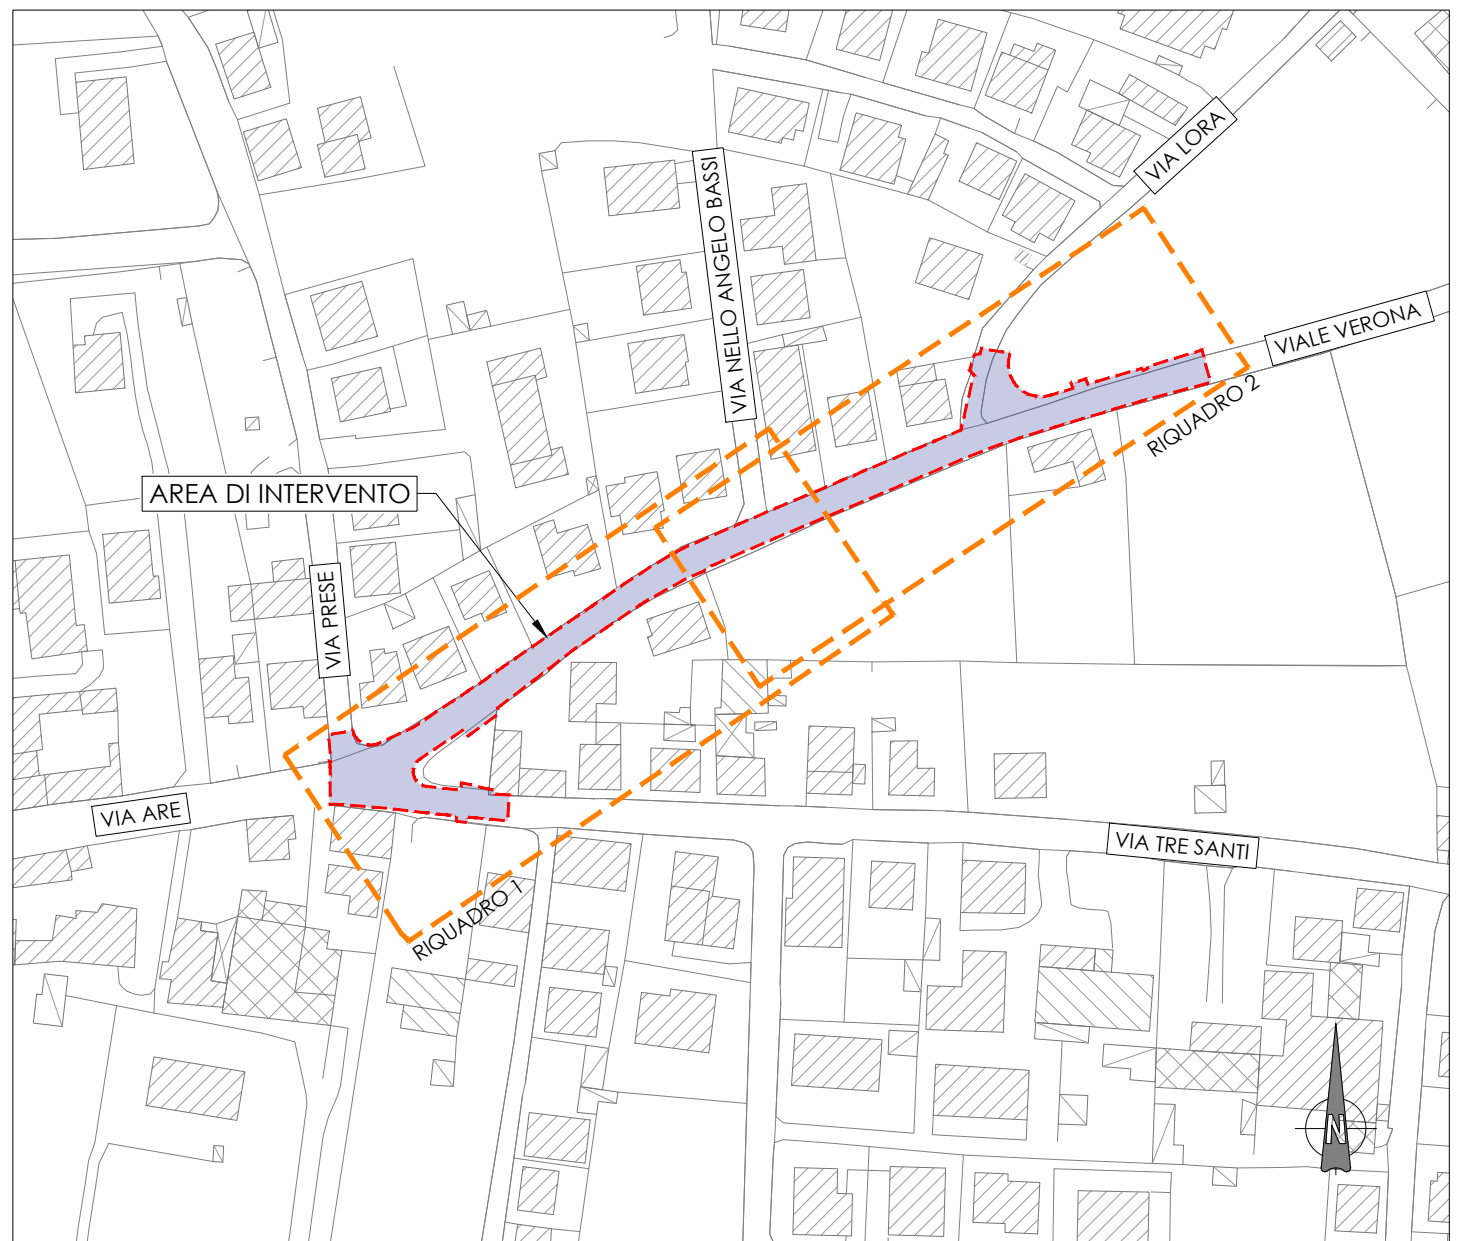 VIA LORA
VIA NELLO ANGELO BASSI
VIALE VERONA
RIQUADRO 2
AREA DI INTERVENTO
VIA PRESE
VIA ARE
VIA TRE SANTI
RIQUADRO 1
N